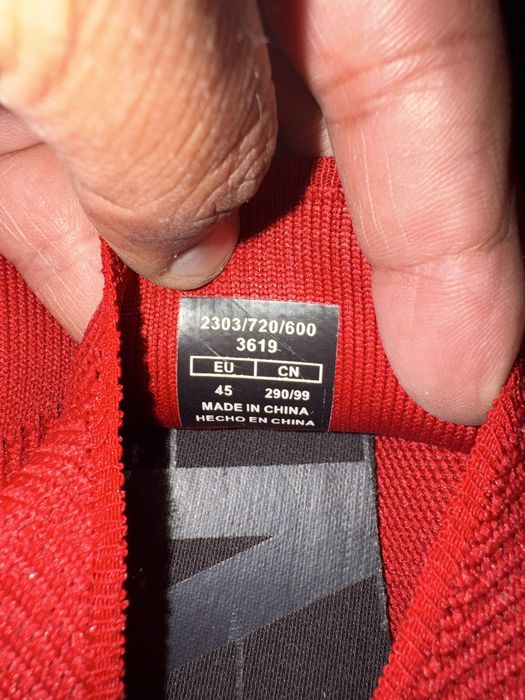 2303/720/600
3619
EU CN
45 290/99
MADE IN CHINA
HECHO EN CHINA